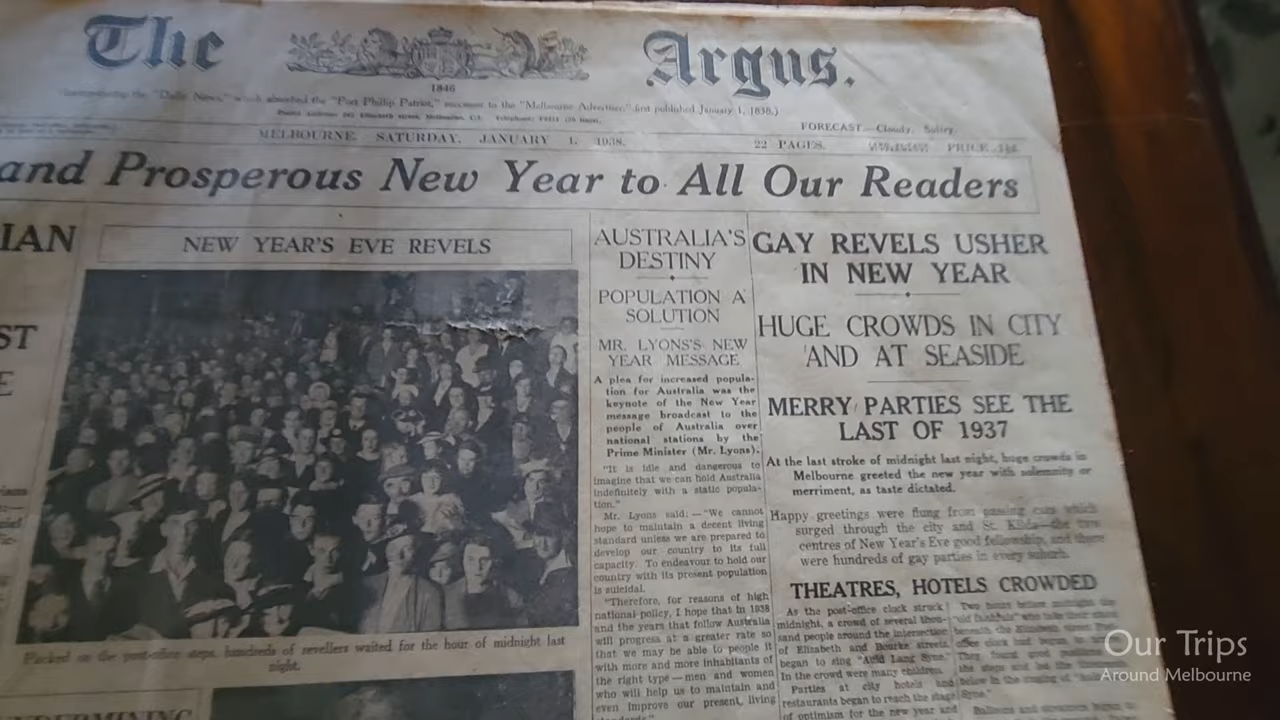 The Argus.
1846
"Daily News," which absorbed the "Port Phillip Patriot," successor to the "Melbourne Advertiser," first published January 1, 1838.)
FORECAST—Cloudy, Sultry
MELBOURNE, SATURDAY, JANUARY 1, 1938.
22 PAGES.
PRICE
and Prosperous New Year to All Our Readers
IAN
ST
E
NEW YEAR'S EVE REVELS
Packed on the post-office steps, hundreds of revellers waited for the hour of midnight last
night.
AUSTRALIA'S
DESTINY
POPULATION A
SOLUTION
MR. LYONS'S NEW
YEAR MESSAGE
A plea for increased popula-
tion for Australia was the
keynote of the New Year
message broadcast to the
people of Australia over
national stations by the
Prime Minister (Mr. Lyons).
"It is idle and dangerous to
imagine that we can hold Australia
indefinitely with a static popula-
tion."
Mr. Lyons said:—"We cannot
hope to maintain a decent living
standard unless we are prepared to
develop our country to its full
capacity. To endeavour to hold our
country with its present population
is suicidal.
"Therefore, for reasons of high
national policy, I hope that in 1938
and the years that follow Australia
will progress at a greater rate so
that we may be able to people it
with more and more inhabitants of
the right type—men and women
who will help us to maintain and
even improve our present, living
GAY REVELS USHER
IN NEW YEAR
HUGE CROWDS IN CITY
AND AT SEASIDE
MERRY PARTIES SEE THE
LAST OF 1937
At the last stroke of midnight last night, huge crowds in
Melbourne greeted the new year with solemnity or
merriment, as taste dictated.
Happy greetings were flung from passing cars which
surged through the city and St. Kilda—the two
centres of New Year's Eve good fellowship, and there
were hundreds of gay parties in every suburb.
THEATRES, HOTELS CROWDED
As the post-office clock struck
midnight, a crowd of several thou-
sand people around the intersection
of Elizabeth and Bourke streets
began to sing "Auld Lang Syne."
In the crowd were many children.
Parties at city hotels and
restaurants began to reach the stage
of optimism for the new year and
Two hours before midnight the
Our Trips
Around Melbourne